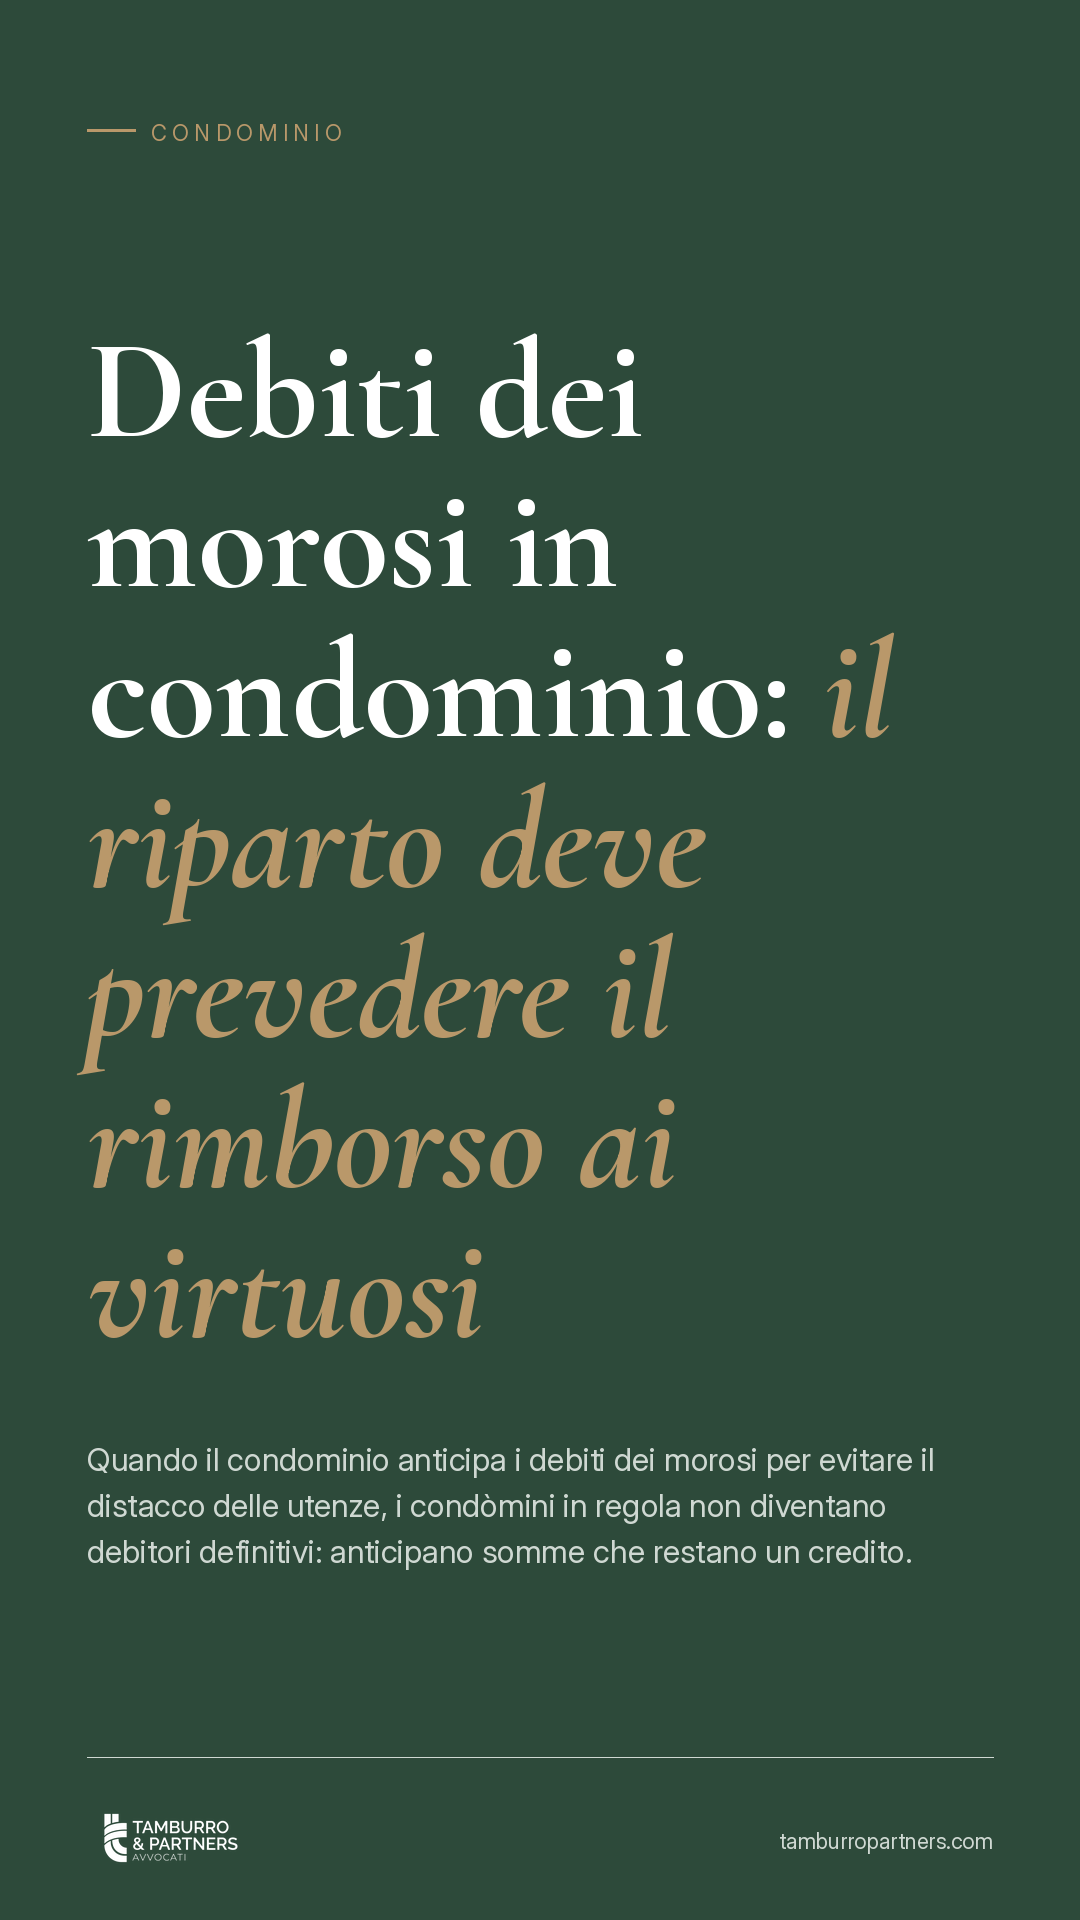 CONDOMINIO
Debiti dei
morosi in
condominio: il
riparto deve
prevedere il
rimborso ai
virtuosi
Quando il condominio anticipa i debiti dei morosi per evitare il
distacco delle utenze, i condòmini in regola non diventano
debitori definitivi: anticipano somme che restano un credito.
TAMBURRO
& PARTNERS
AVVOCATI
tamburropartners.com